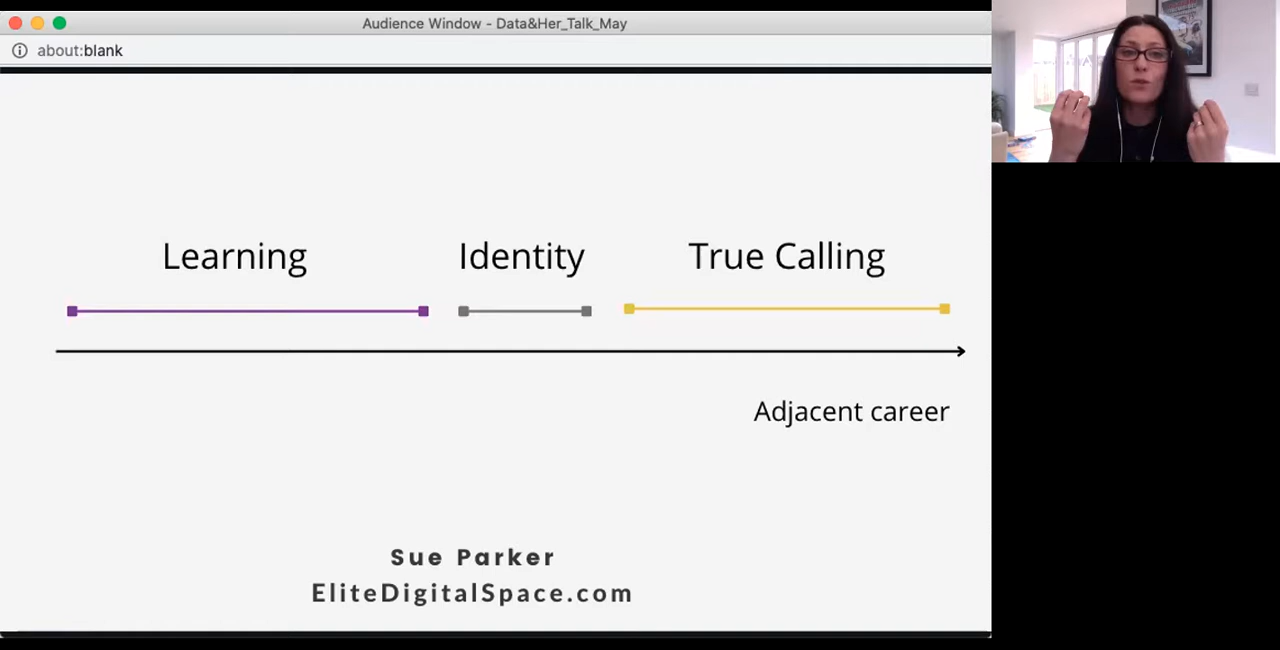 Audience Window - Data&Her_Talk_May
about:blank
Learning Identity True Calling
Adjacent career
Sue Parker
EliteDigitalSpace.com